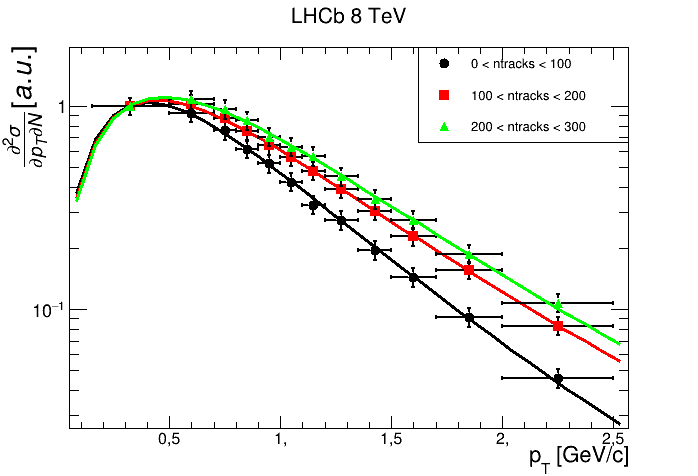 LHCb 8 TeV
∂²σ
∂p_T∂N [a.u.]
0 < ntracks < 100
100 < ntracks < 200
200 < ntracks < 300
1
10⁻¹
0,5 1, 1,5 2, 2,5
p_T [GeV/c]